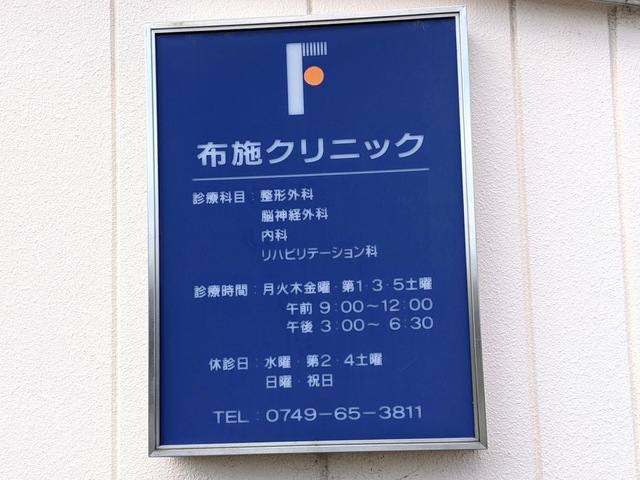 布施クリニック
診療科目:整形外科
脳神経外科
内科
リハビリテーション科
診療時間:月火木金曜・第1・3・5土曜
午前 9:00〜12:00
午後 3:00〜 6:30
休診日:水曜・第2・4土曜
日曜・祝日
TEL:0749-65-3811